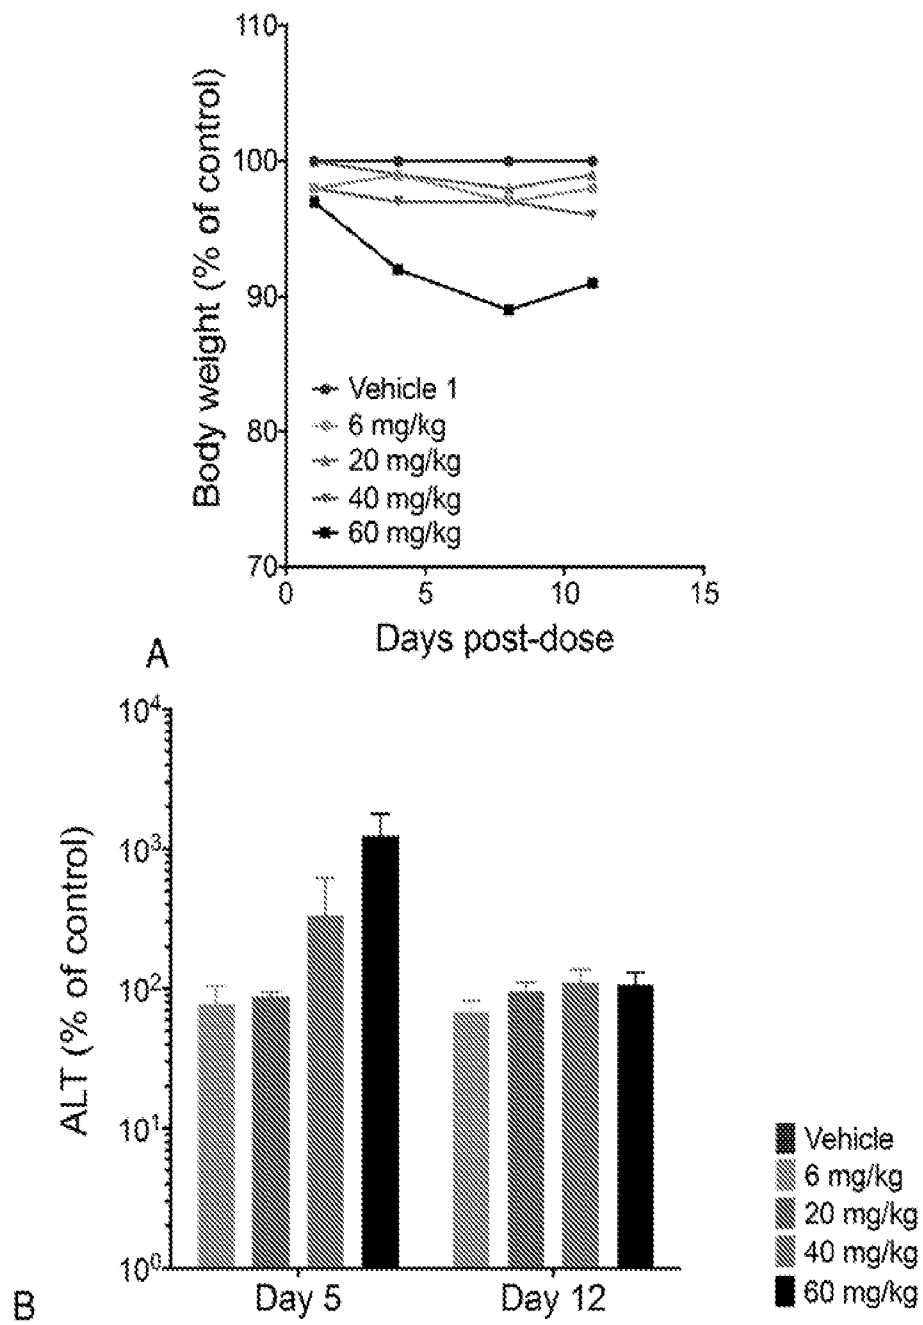 110
100
90
80
70
Body weight (% of control)
Vehicle 1
6 mg/kg
20 mg/kg
40 mg/kg
60 mg/kg
0 5 10 15
Days post-dose
A
10⁴
10³
10²
10¹
10⁰
ALT (% of control)
Day 5 Day 12
Vehicle
6 mg/kg
20 mg/kg
40 mg/kg
60 mg/kg
B